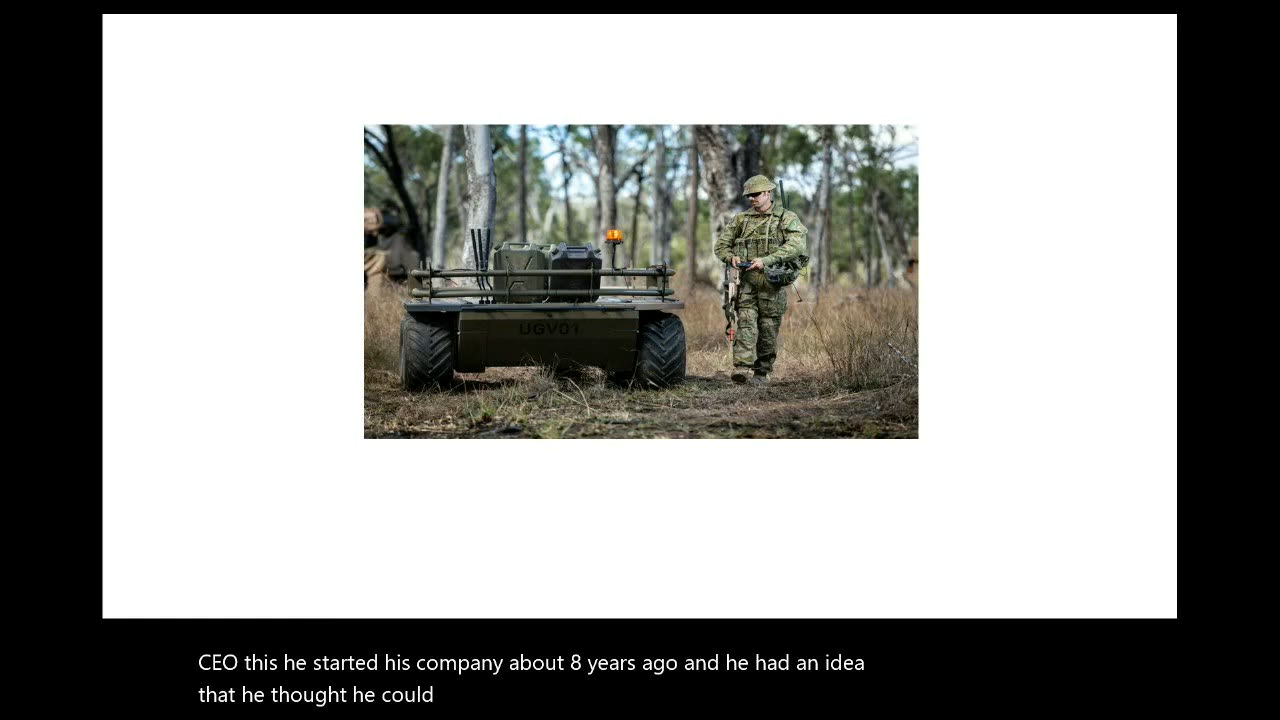 UGV01
CEO this he started his company about 8 years ago and he had an idea
that he thought he could